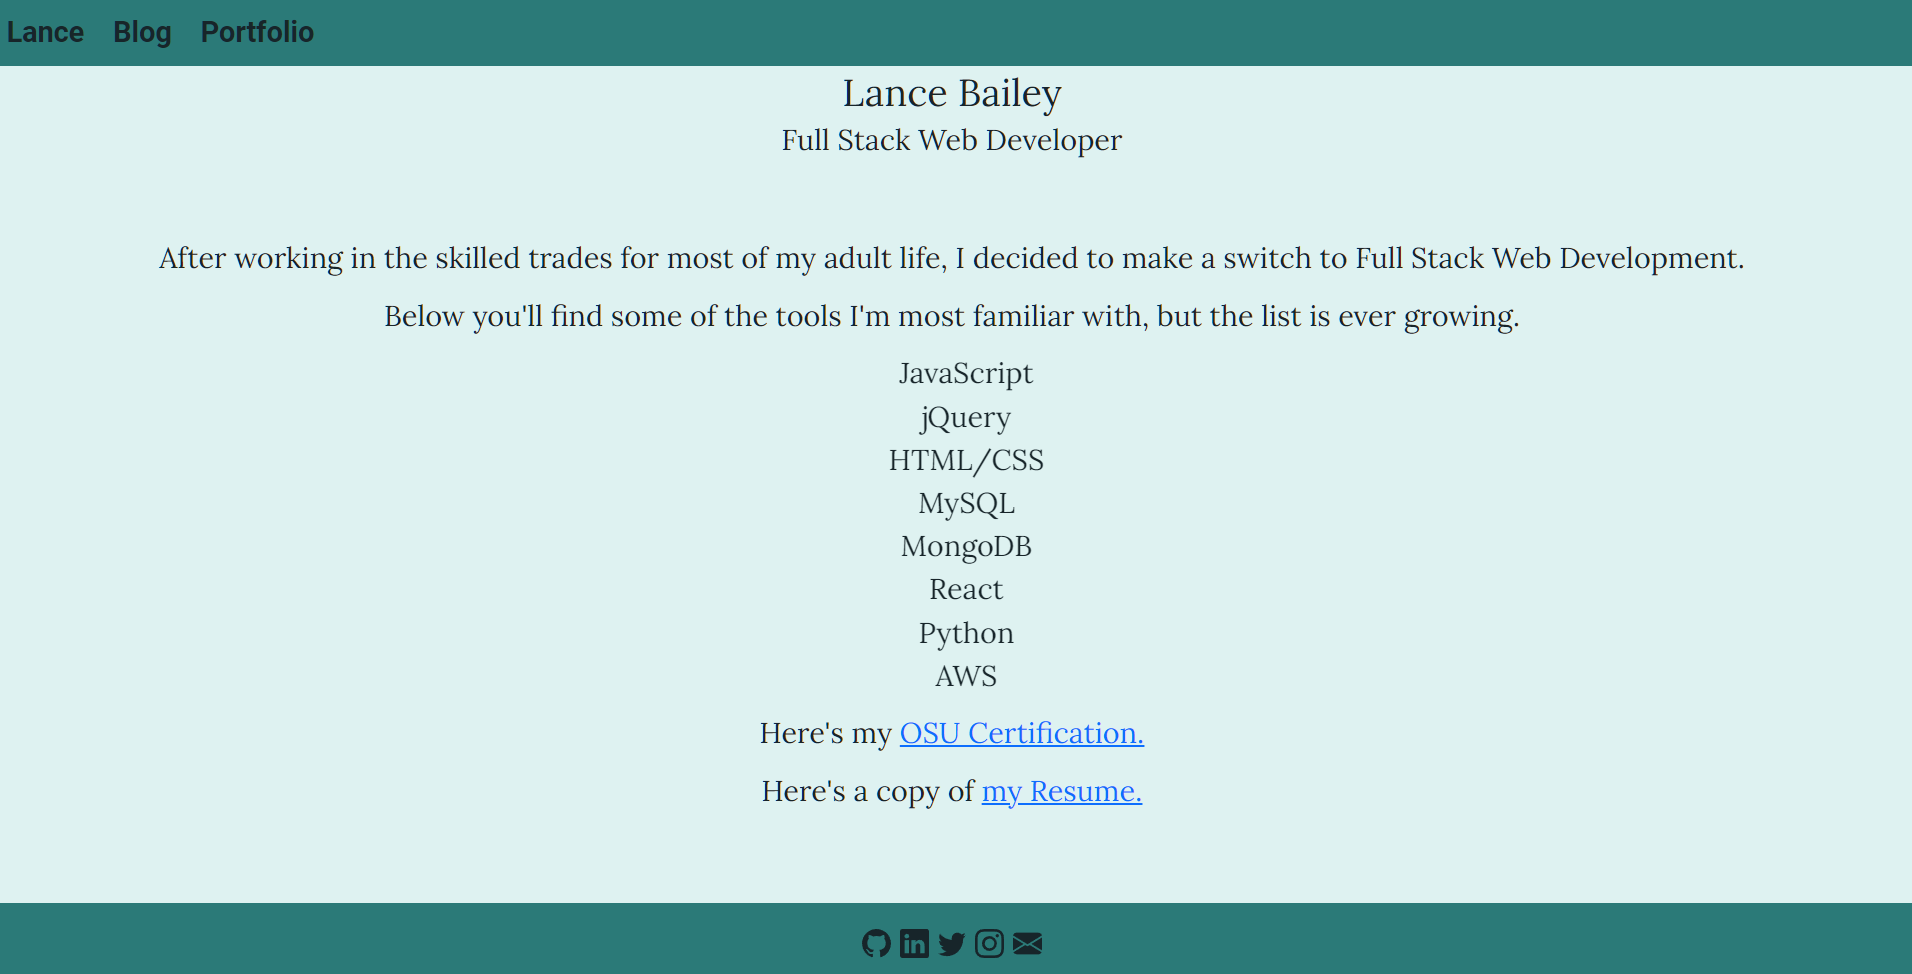 Lance Blog Portfolio
Lance Bailey
Full Stack Web Developer
After working in the skilled trades for most of my adult life, I decided to make a switch to Full Stack Web Development.
Below you'll find some of the tools I'm most familiar with, but the list is ever growing.
JavaScript
jQuery
HTML/CSS
MySQL
MongoDB
React
Python
AWS
Here's my OSU Certification.
Here's a copy of my Resume.